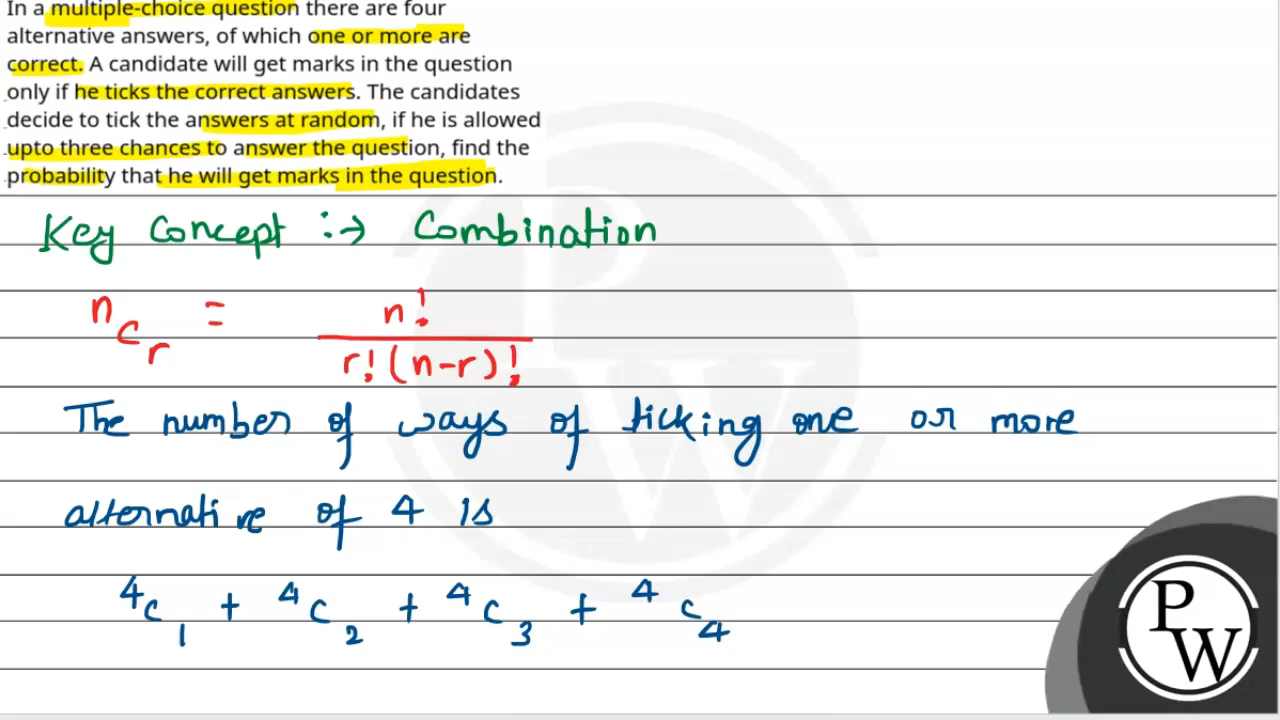 In a multiple-choice question there are four
alternative answers, of which one or more are
correct. A candidate will get marks in the question
only if he ticks the correct answers. The candidates
decide to tick the answers at random, if he is allowed
upto three chances to answer the question, find the
probability that he will get marks in the question.
Key Concept :→ Combination
nCr = n! / r!(n-r)!
The number of ways of ticking one or more
alternative of 4 is
4C1 + 4C2 + 4C3 + 4C4
PW